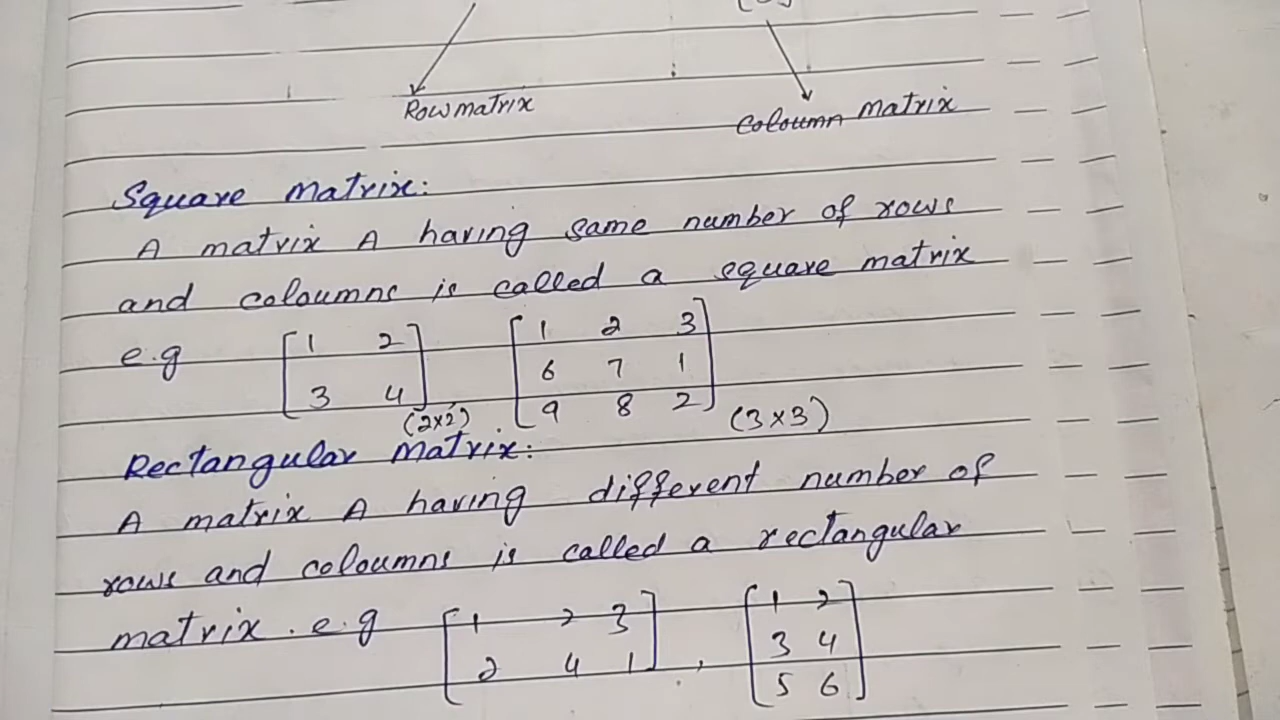 Row matrix
Coloumn matrix
Square matrix:
A matrix A having same number of rows
and coloumns is called a square matrix
e.g [1 2 [1 2 3]
6 7 1
3 4] 9 8 2]
(2×2) (3×3)
Rectangular matrix:
A matrix A having different number of
rows and coloumns is called a rectangular
matrix . e.g [1 2 3 [1 2
2 4 1] , 3 4
5 6]